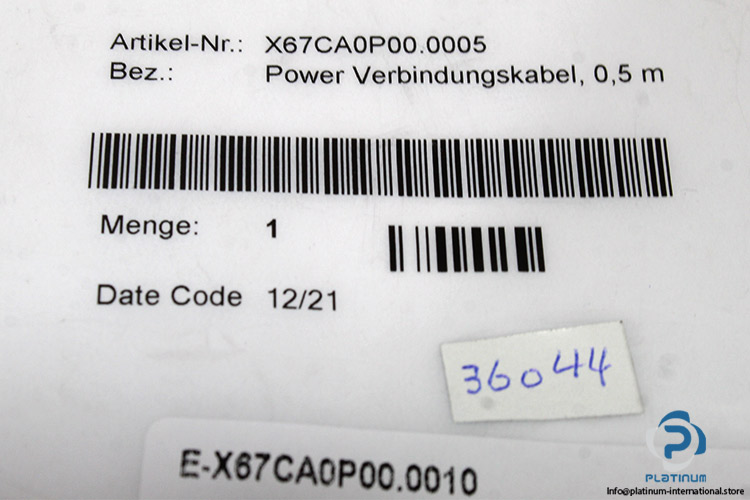 Artikel-Nr.: X67CA0P00.0005
Bez.: Power Verbindungskabel, 0,5 m
Menge: 1
Date Code 12/21
36044
E-X67CA0P00.0010
PLATINUM
Info@platinum-international.store